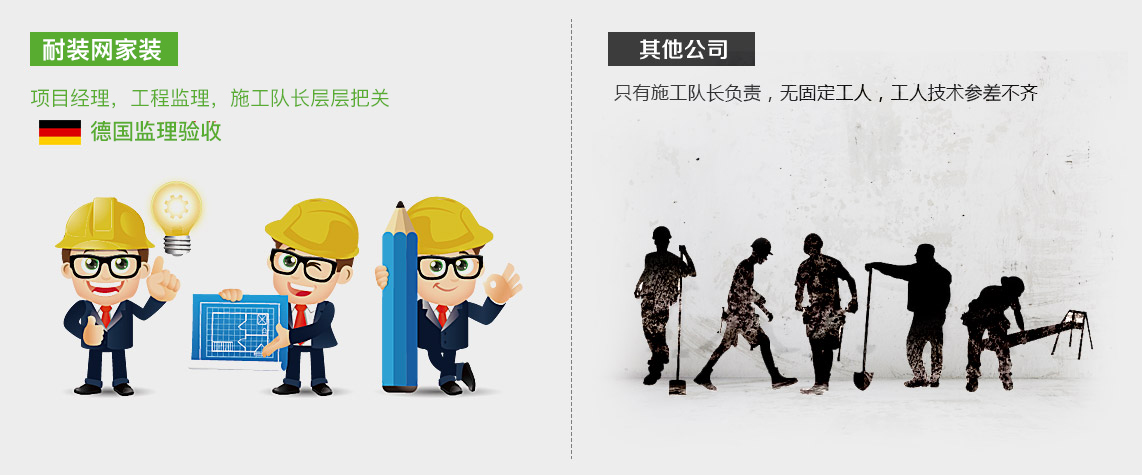 耐装网家装
项目经理，工程监理，施工队长层层把关
德国监理验收
其他公司
只有施工队长负责，无固定工人，工人技术参差不齐